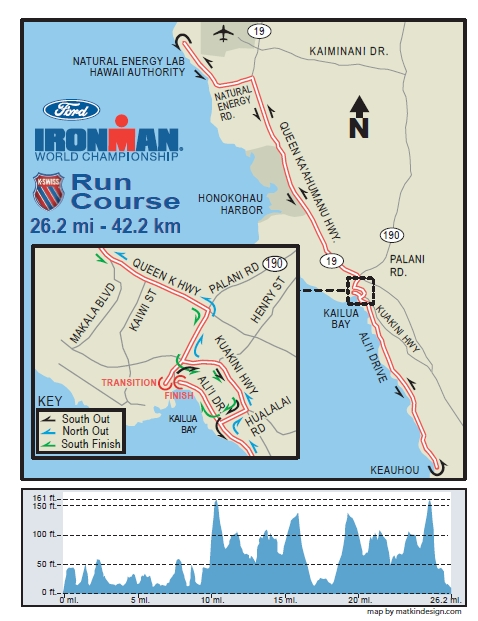 19
KAIMINANI DR.
NATURAL ENERGY LAB
HAWAII AUTHORITY
NATURAL
ENERGY
RD.
N
Ford
IRONMAN
WORLD CHAMPIONSHIP
K·SWISS
Run
Course
26.2 mi - 42.2 km
QUEEN KA'AHUMANU HWY.
HONOKOHAU
HARBOR
190
19
PALANI
RD.
KAILUA
BAY
KUAKINI HWY
ALI'I DRIVE
KEAUHOU
QUEEN K HWY
PALANI RD
190
MAKALA BLVD
KAIWI ST
HENRY ST
KUAKINI HWY
TRANSITION
FINISH
ALI'I DR.
HUALALAI
RD
KAILUA
BAY
KEY
South Out
North Out
South Finish
161 ft.
150 ft.
100 ft.
50 ft.
0 ft.
0 mi.
5 mi.
10 mi.
15 mi.
20 mi.
26.2 mi.
map by matkindesign.com